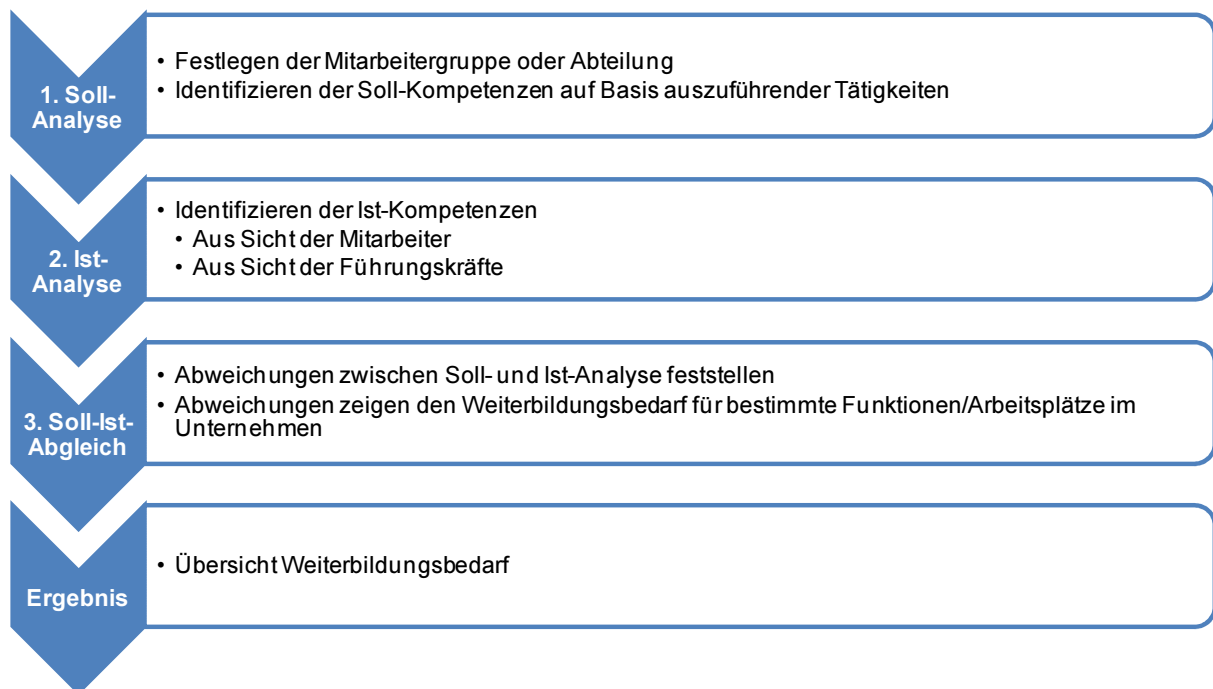 1. Soll-
Analyse
• Festlegen der Mitarbeitergruppe oder Abteilung
• Identifizieren der Soll-Kompetenzen auf Basis auszuführender Tätigkeiten
2. Ist-
Analyse
• Identifizieren der Ist-Kompetenzen
• Aus Sicht der Mitarbeiter
• Aus Sicht der Führungskräfte
3. Soll-Ist-
Abgleich
• Abweichungen zwischen Soll- und Ist-Analyse feststellen
• Abweichungen zeigen den Weiterbildungsbedarf für bestimmte Funktionen/Arbeitsplätze im
Unternehmen
Ergebnis
• Übersicht Weiterbildungsbedarf